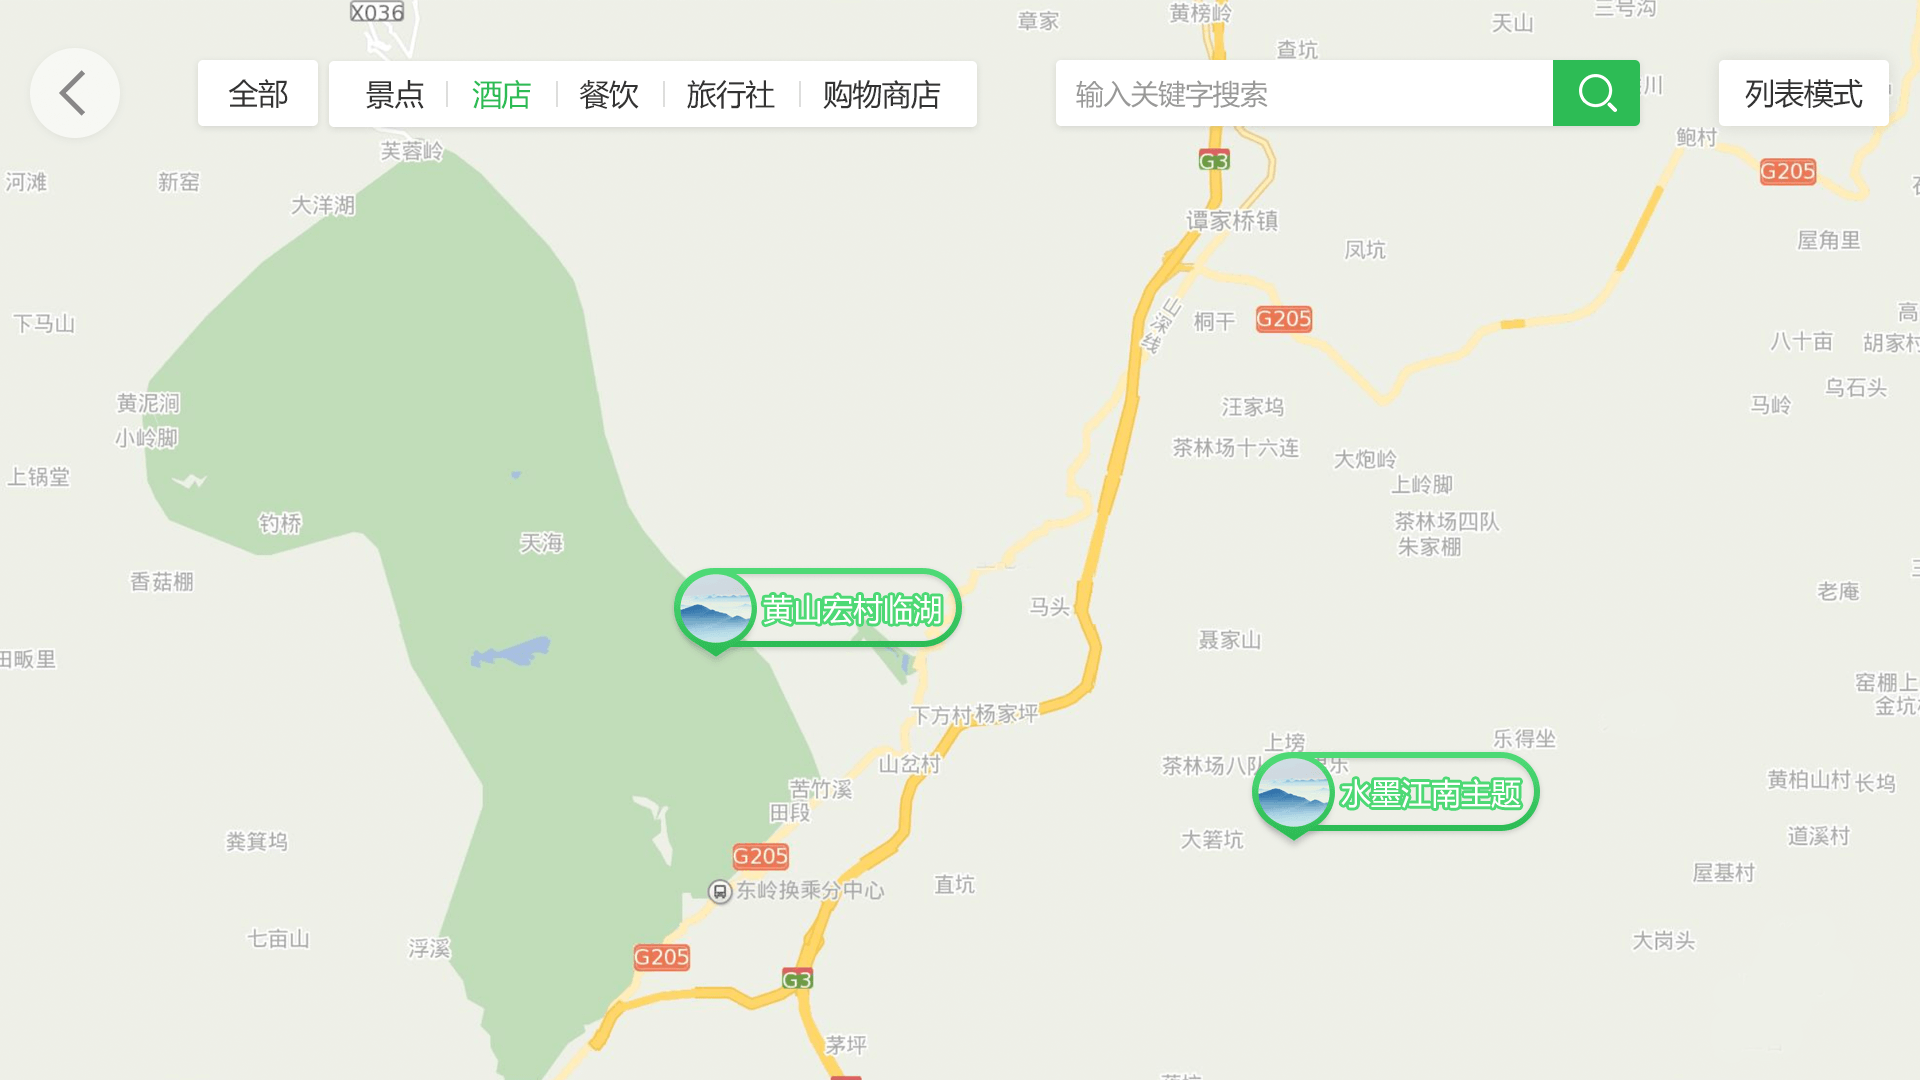 X036
章家
黄榜岭
天山
三号沟
查坑
全部
景点
酒店
餐饮
旅行社
购物商店
输入关键字搜索
列表模式
川
鲍村
芙蓉岭
G3
G205
河滩
新窑
大洋湖
谭家桥镇
屋角里
凤坑
下马山
山深线
桐干
G205
高
八十亩
胡家村
乌石头
黄泥涧
汪家坞
马岭
小岭脚
茶林场十六连
大炮岭
上锅堂
上岭脚
钓桥
茶林场四队
天海
朱家棚
香菇棚
老庵
黄山宏村临湖
马头
聂家山
田畈里
窑棚上
金坑
下方村
杨家坪
上塝
乐得坐
山岔村
茶林场八队
乐
苦竹溪
黄柏山村
长坞
水墨江南主题
田段
粪箕坞
大箬坑
道溪村
G205
屋基村
东岭换乘分中心
直坑
七亩山
浮溪
大岗头
G205
G3
茅坪